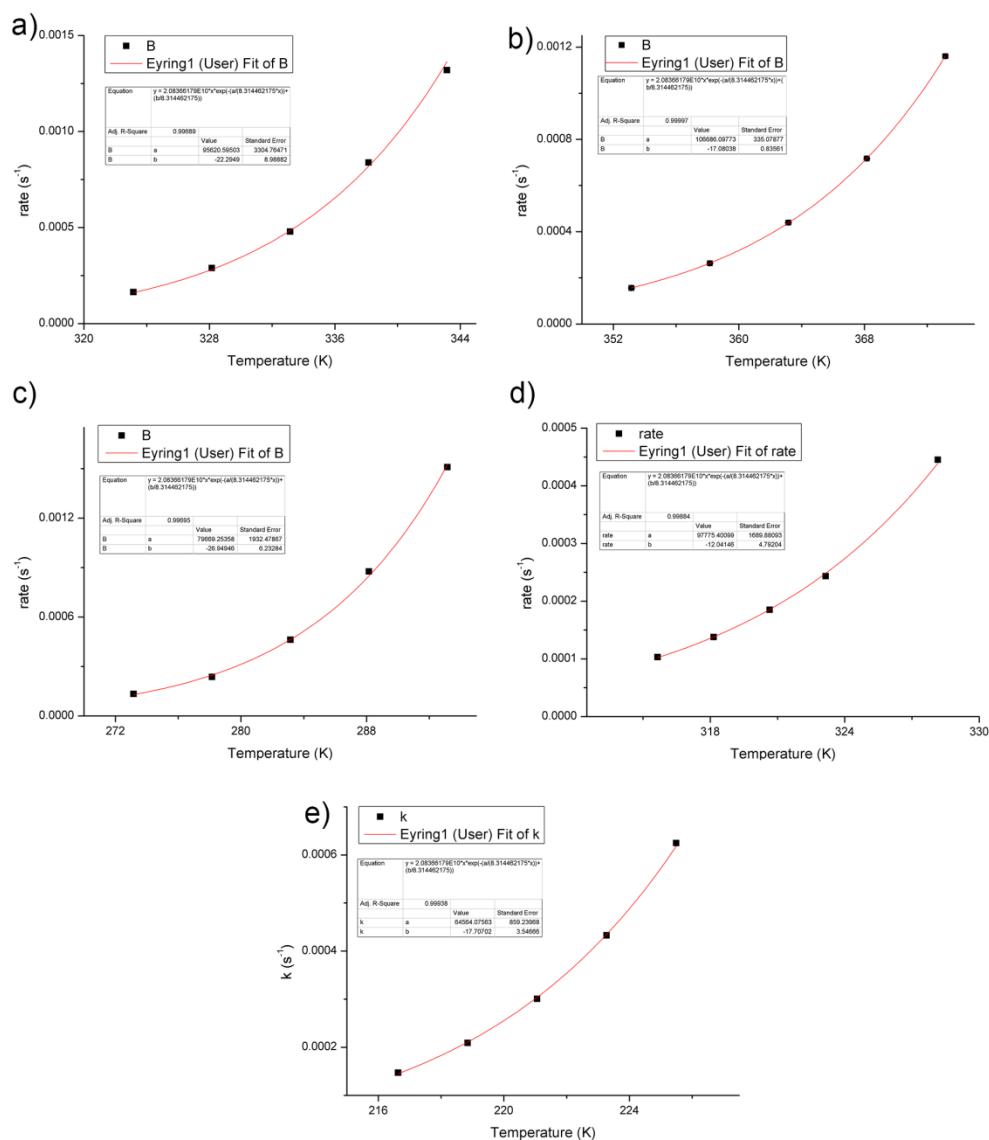 a)
B
Eyring1 (User) Fit of B
Equation y = 2.08366179E10*x*exp(-(a/(8.314462175*x))+(b/8.314462175))
Adj. R-Square 0.99689
Value Standard Error
B a 95620.59503 3304.76471
B b -22.2949 8.98882
0.0015
0.0010
0.0005
0.0000
rate (s-1)
320 328 336 344
Temperature (K)
b)
B
Eyring1 (User) Fit of B
Equation y = 2.08366179E10*x*exp(-(a/(8.314462175*x))+(b/8.314462175))
Adj. R-Square 0.99997
Value Standard Error
B a 106686.09773 335.07877
B b -17.08038 0.83561
0.0012
0.0008
0.0004
0.0000
rate (s-1)
352 360 368
Temperature (K)
c)
B
Eyring1 (User) Fit of B
Equation y = 2.08366179E10*x*exp(-(a/(8.314462175*x))+(b/8.314462175))
Adj. R-Square 0.99695
Value Standard Error
B a 79669.25358 1932.47867
B b -26.94946 6.23284
0.0012
0.0006
0.0000
rate (s-1)
272 280 288
Temperature (K)
d)
rate
Eyring1 (User) Fit of rate
Equation y = 2.08366179E10*x*exp(-(a/(8.314462175*x))+(b/8.314462175))
Adj. R-Square 0.99884
Value Standard Error
rate a 97775.40099 1689.88093
rate b -12.04146 4.79204
0.0005
0.0004
0.0003
0.0002
0.0001
0.0000
rate (s-1)
318 324 330
Temperature (K)
e)
k
Eyring1 (User) Fit of k
Equation y = 2.08366179E10*x*exp(-(a/(8.314462175*x))+(b/8.314462175))
Adj. R-Square 0.99938
Value Standard Error
k a 64564.07563
k b -17.70702 3.54666
0.0006
0.0004
0.0002
k (s-1)
216 220 224
Temperature (K)